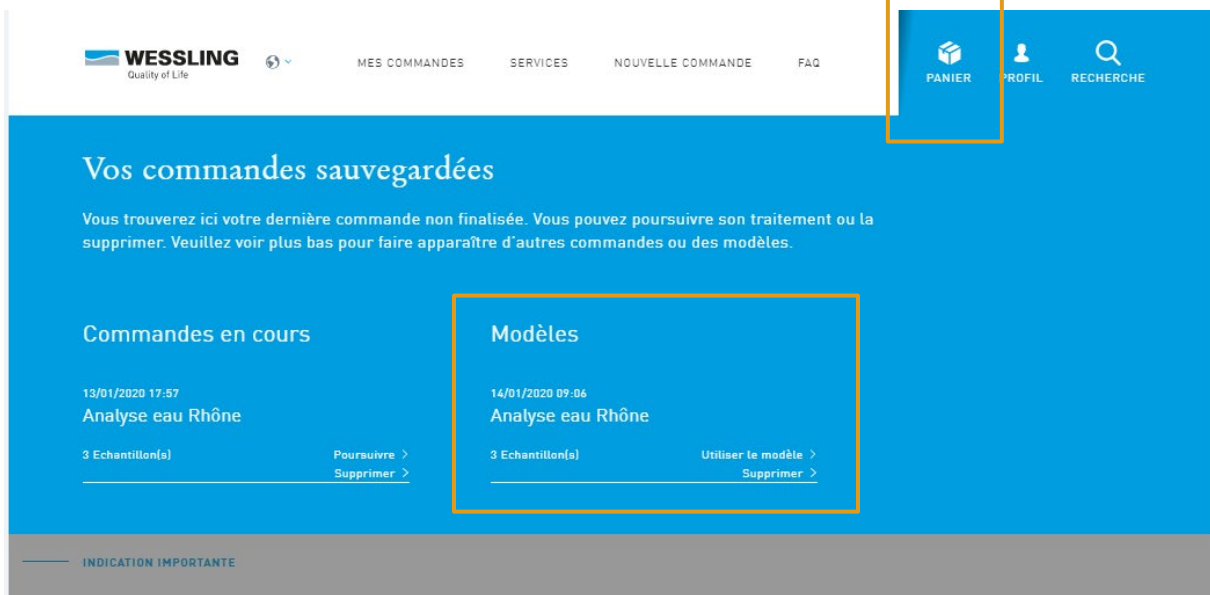 WESSLING
Quality of Life
MES COMMANDES SERVICES NOUVELLE COMMANDE FAQ
PANIER PROFIL RECHERCHE
Vos commandes sauvegardées
Vous trouverez ici votre dernière commande non finalisée. Vous pouvez poursuivre son traitement ou la
supprimer. Veuillez voir plus bas pour faire apparaître d'autres commandes ou des modèles.
Commandes en cours
13/01/2020 17:57
Analyse eau Rhône
3 Echantillon(s) Poursuivre >
Supprimer >
Modèles
14/01/2020 09:06
Analyse eau Rhône
3 Echantillon(s) Utiliser le modèle >
Supprimer >
INDICATION IMPORTANTE